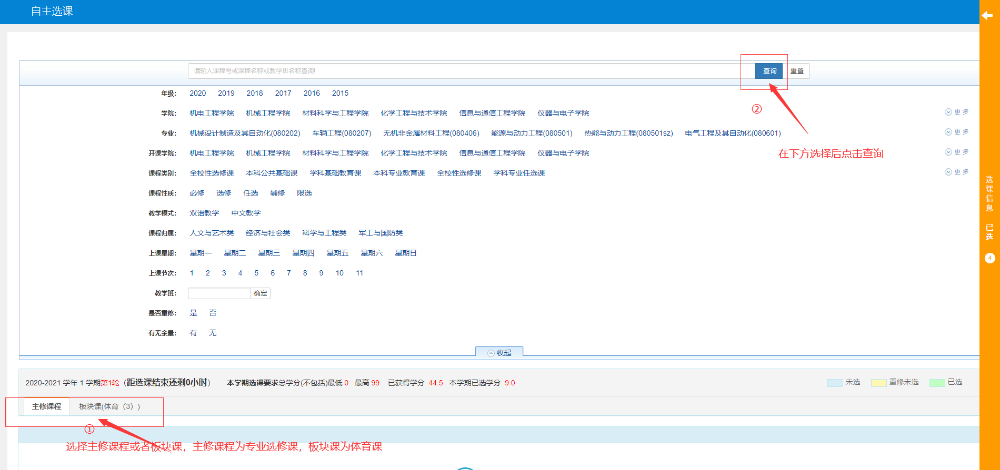 自主选课
请输入课程号或课程名称或教学班名称查询! 查询 重置
年级: 2020 2019 2018 2017 2016 2015
②
学院: 机电工程学院 机械工程学院 材料科学与工程学院 化学工程与技术学院 信息与通信工程学院 仪器与电子学院 更多
专业: 机械设计制造及其自动化(080202) 车辆工程(080207) 无机非金属材料工程(080406) 能源与动力工程(080501) 热能与动力工程(080501sz) 电气工程及其自动化(080601) 更多
开课学院: 机电工程学院 机械工程学院 材料科学与工程学院 化学工程与技术学院 信息与通信工程学院 仪器与电子学院 更多
在下方选择后点击查询
课程类别: 全校性选修课 本科公共基础课 学科基础教育课 本科专业教育课 全校性选修课 学科专业任选课 更多
课程性质: 必修 选修 任选 辅修 限选
教学模式: 双语教学 中文教学
课程归属: 人文与艺术类 经济与社会类 科学与工程类 军工与国防类
上课星期: 星期一 星期二 星期三 星期四 星期五 星期六 星期日
上课节次: 1 2 3 4 5 6 7 8 9 10 11
教学班: 确定
是否重修: 是 否
有无余量: 有 无
收起
选课信息 已选 4
2020-2021 学年 1 学期第1轮（距选课结束还剩0小时） 本学期选课要求总学分(不包括)最低 0 最高 99 已获得学分 44.5 本学期已选学分 9.0 未选 重修未选 已选
主修课程 板块课(体育（3）)
①
选择主修课程或者板块课，主修课程为专业选修课，板块课为体育课